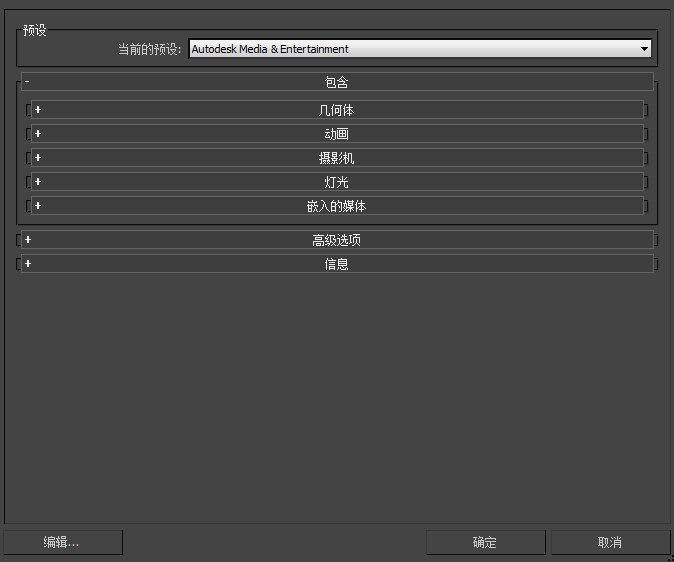 预设
当前的预设: Autodesk Media & Entertainment
- 包含
+ 几何体
+ 动画
+ 摄影机
+ 灯光
+ 嵌入的媒体
+ 高级选项
+ 信息
编辑... 确定 取消